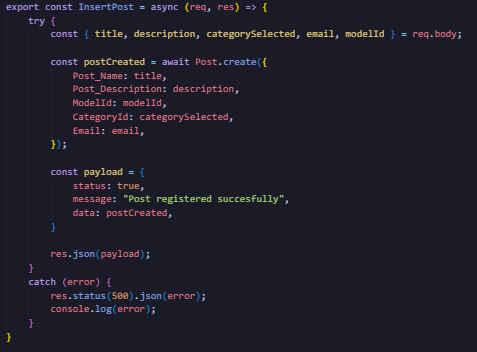 export const InsertPost = async (req, res) => {
    try {
        const { title, description, categorySelected, email, modelId } = req.body;

        const postCreated = await Post.create({
            Post_Name: title,
            Post_Description: description,
            ModelId: modelId,
            CategoryId: categorySelected,
            Email: email,
        });

        const payload = {
            status: true,
            message: "Post registered succesfully",
            data: postCreated,
        }

        res.json(payload);
    }
    catch (error) {
        res.status(500).json(error);
        console.log(error);
    }
}